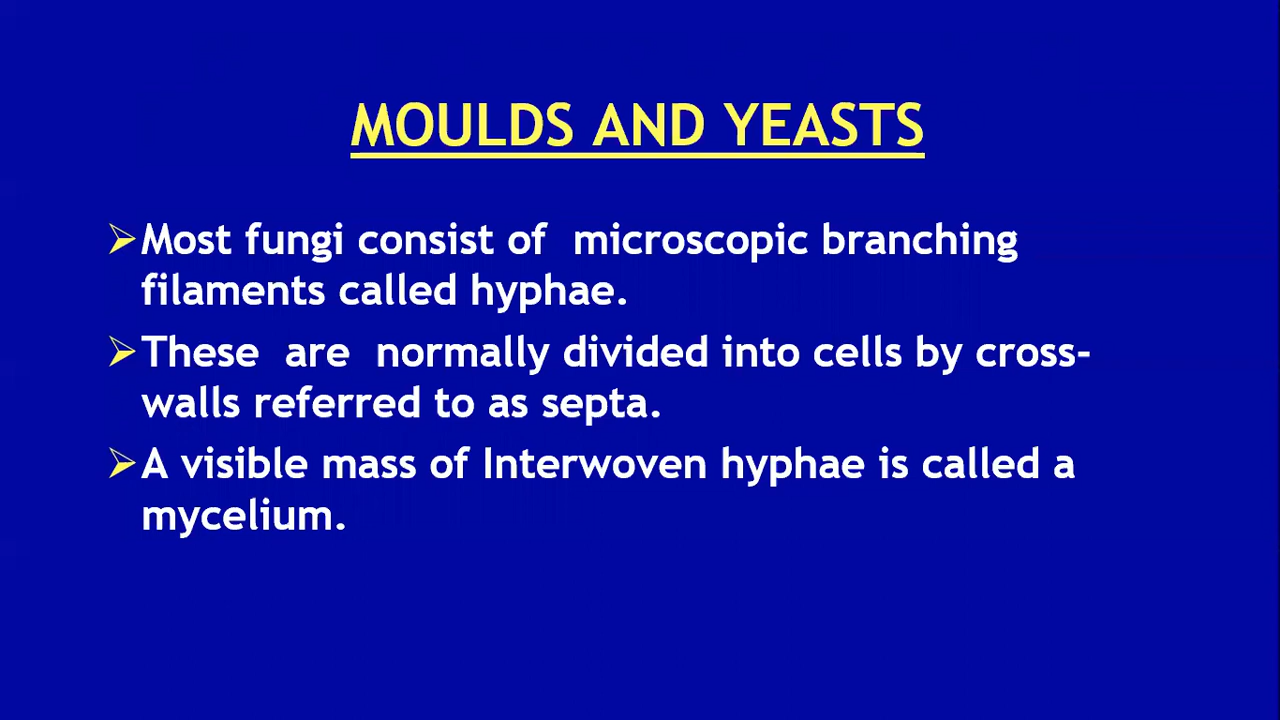 MOULDS AND YEASTS
➢Most fungi consist of  microscopic branching
filaments called hyphae.
➢These  are  normally divided into cells by cross-
walls referred to as septa.
➢A visible mass of Interwoven hyphae is called a
mycelium.